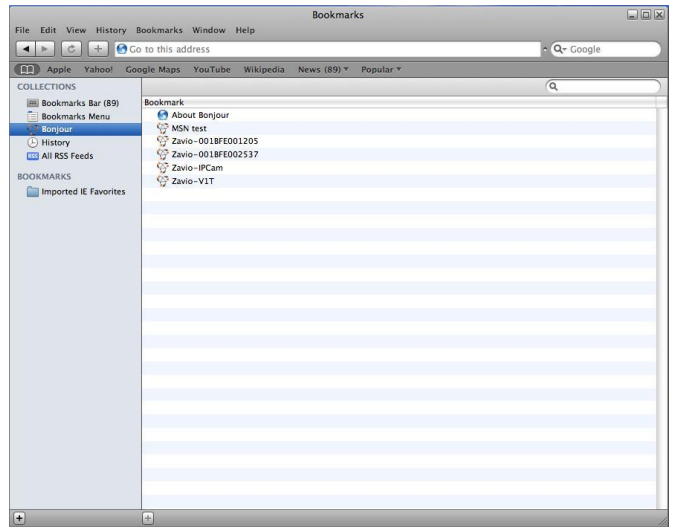 Bookmarks
File Edit View History Bookmarks Window Help
Go to this address
Google
Apple Yahoo! Google Maps YouTube Wikipedia News (89) Popular
COLLECTIONS
Bookmarks Bar (89)
Bookmarks Menu
Bonjour
History
RSS All RSS Feeds
BOOKMARKS
Imported IE Favorites
Bookmark
About Bonjour
MSN test
Zavio-001BFE001205
Zavio-001BFE002537
Zavio-IPCam
Zavio-V1T